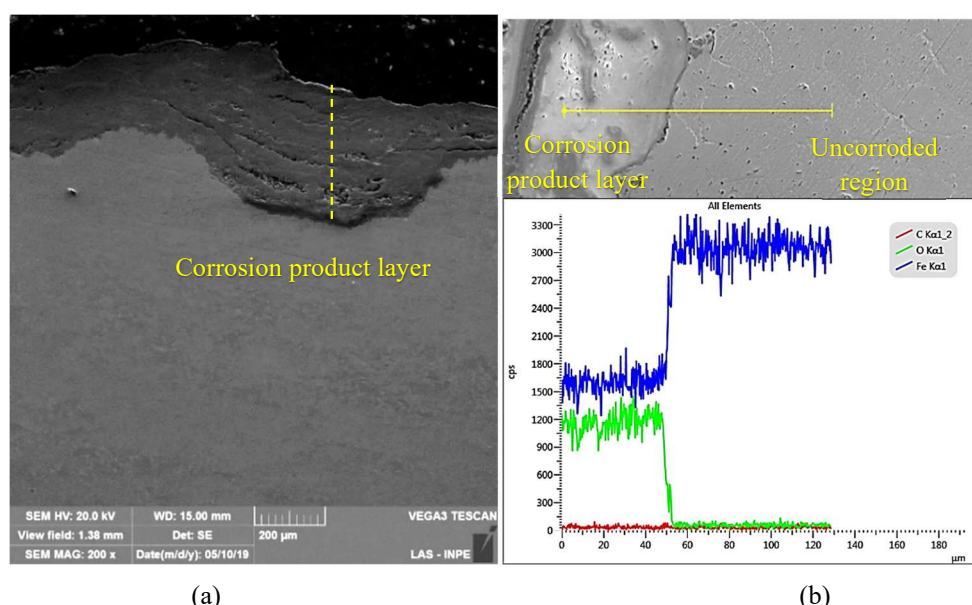 Corrosion product layer
SEM HV: 20.0 kV
WD: 15.00 mm
VEGA3 TESCAN
View field: 1.38 mm
Det: SE
200 µm
SEM MAG: 200 x
Date(m/d/y): 05/10/19
LAS - INPE
(a)
Corrosion
product layer
Uncorroded
region
All Elements
C Kα1_2
O Kα1
Fe Kα1
cps
3300
3000
2700
2400
2100
1800
1500
1200
900
600
300
0
0 20 40 60 80 100 120 140 160 180
µm
(b)